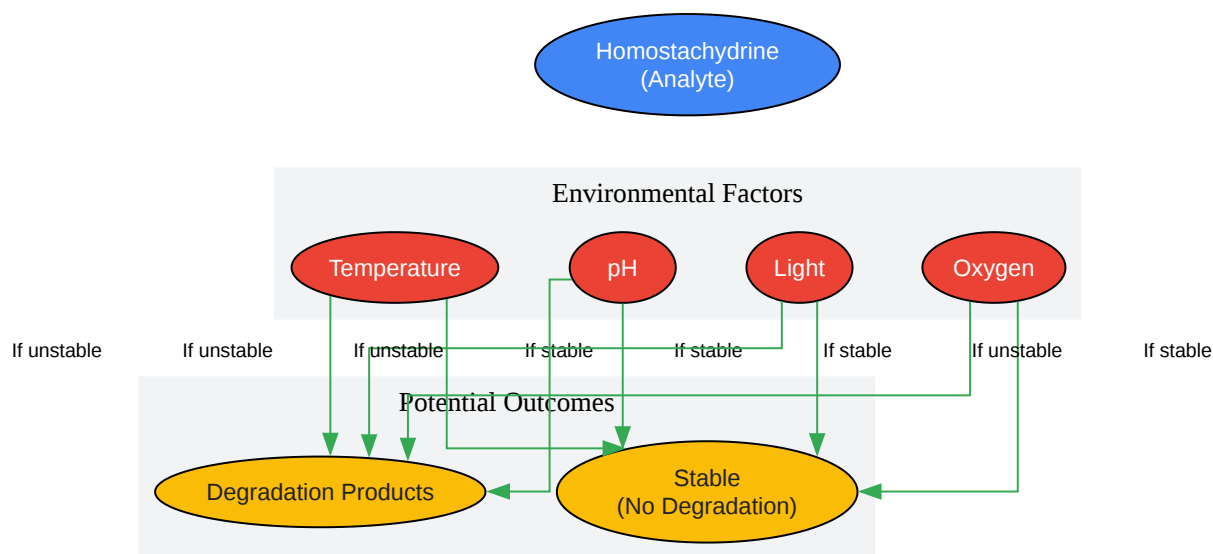 Homostachydrine
(Analyte)
Environmental Factors
Temperature
pH
Light
Oxygen
If unstable
If unstable
If unstable
If stable
If stable
If stable
If unstable
If stable
Potential Outcomes
Degradation Products
Stable
(No Degradation)